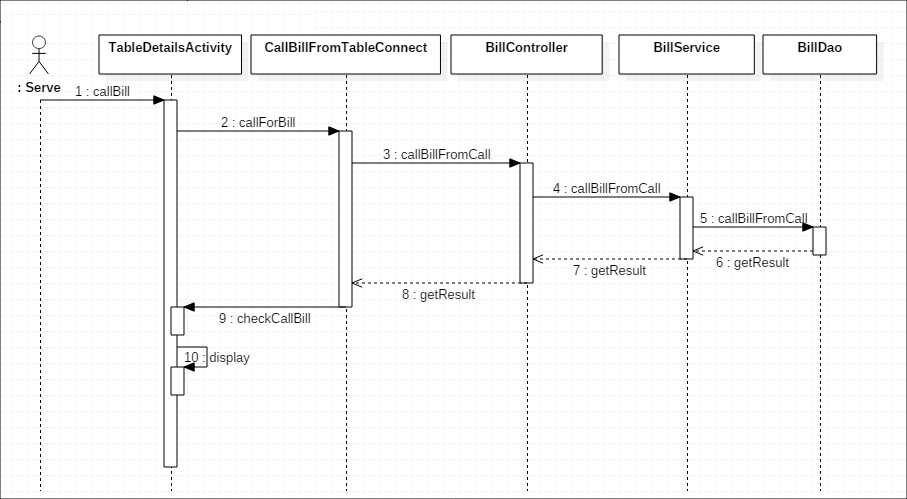 TableDetailsActivity
CallBillFromTableConnect
BillController
BillService
BillDao
: Serve
1 : callBill
2 : callForBill
3 : callBillFromCall
4 : callBillFromCall
5 : callBillFromCall
6 : getResult
7 : getResult
8 : getResult
9 : checkCallBill
10 : display